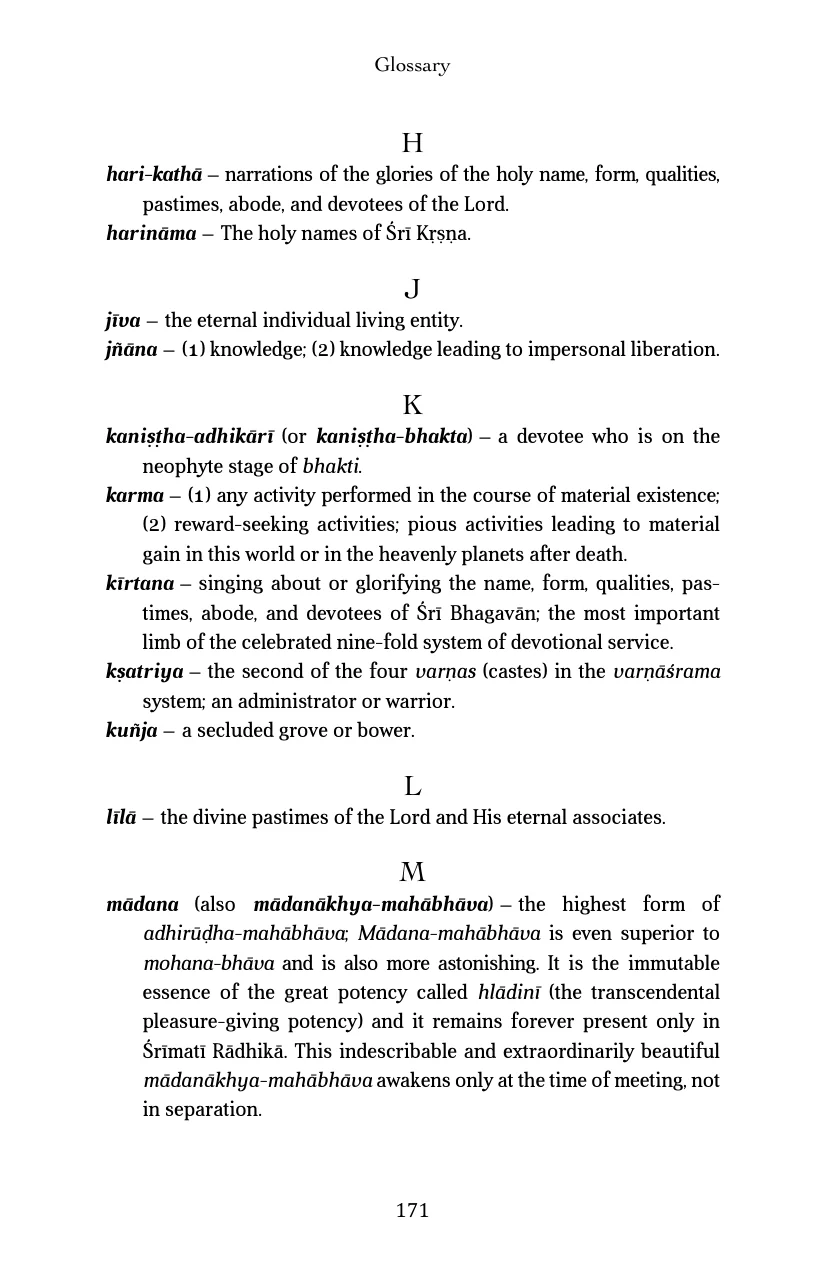 Glossary
H
hari-kathā – narrations of the glories of the holy name, form, qualities,
pastimes, abode, and devotees of the Lord.
harināma – The holy names of Śrī Kṛṣṇa.
J
jīva – the eternal individual living entity.
jñāna – (1) knowledge; (2) knowledge leading to impersonal liberation.
K
kaniṣṭha-adhikārī (or kaniṣṭha-bhakta) – a devotee who is on the
neophyte stage of bhakti.
karma – (1) any activity performed in the course of material existence;
(2) reward-seeking activities; pious activities leading to material
gain in this world or in the heavenly planets after death.
kīrtana – singing about or glorifying the name, form, qualities, pas-
times, abode, and devotees of Śrī Bhagavān; the most important
limb of the celebrated nine-fold system of devotional service.
kṣatriya – the second of the four varṇas (castes) in the varṇāśrama
system; an administrator or warrior.
kuñja – a secluded grove or bower.
L
līlā – the divine pastimes of the Lord and His eternal associates.
M
mādana (also mādanākhya-mahābhāva) – the highest form of
adhirūḍha-mahābhāva; Mādana-mahābhāva is even superior to
mohana-bhāva and is also more astonishing. It is the immutable
essence of the great potency called hlādinī (the transcendental
pleasure-giving potency) and it remains forever present only in
Śrīmatī Rādhikā. This indescribable and extraordinarily beautiful
mādanākhya-mahābhāva awakens only at the time of meeting, not
in separation.
171